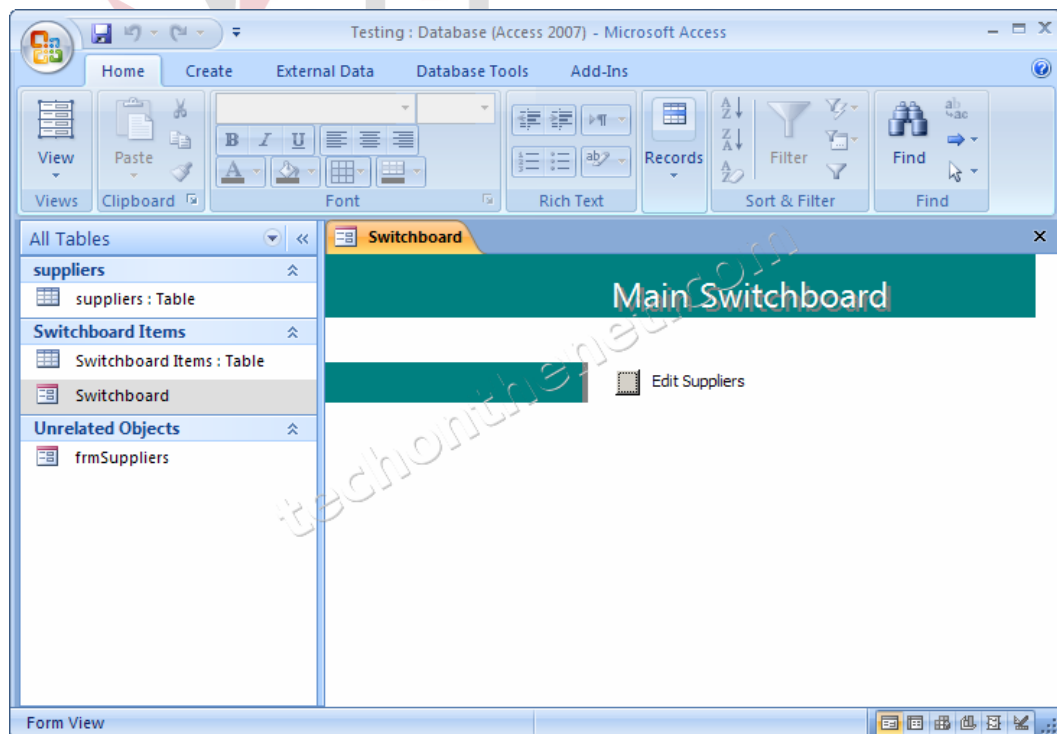 Testing : Database (Access 2007) - Microsoft Access
Home Create External Data Database Tools Add-Ins
View Paste B I U Records Filter Find
Views Clipboard Font Rich Text Sort & Filter Find
All Tables
Switchboard
suppliers
suppliers : Table
Switchboard Items
Switchboard Items : Table
Switchboard
Unrelated Objects
frmSuppliers
Main Switchboard
Edit Suppliers
techonthenet.com
Form View